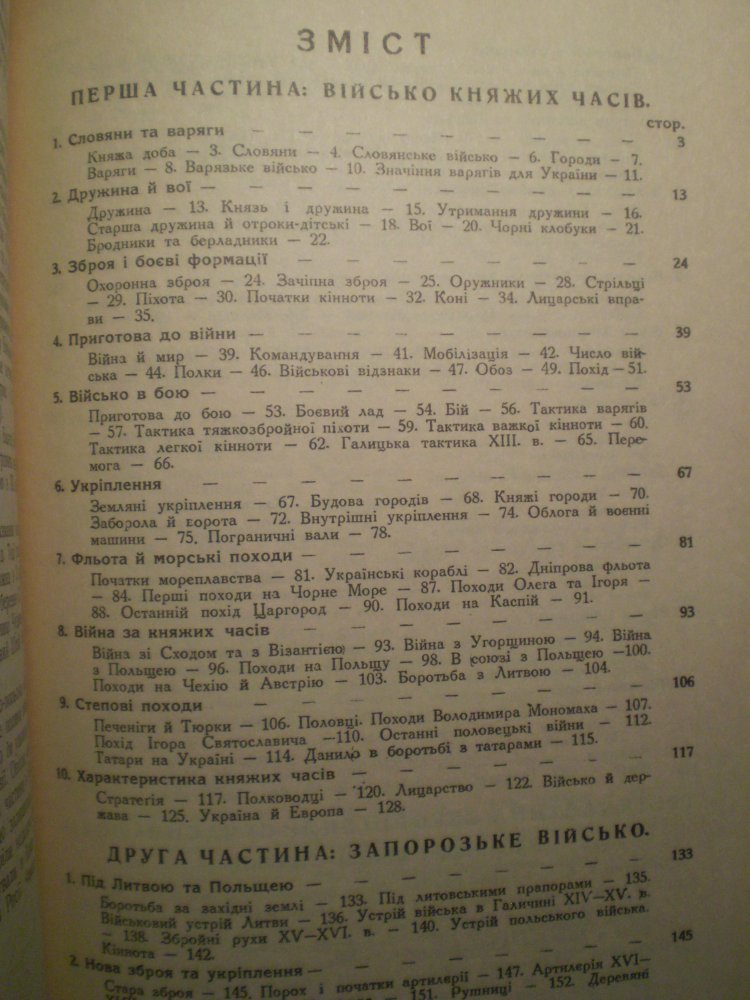 ЗМІСТ
ПЕРША ЧАСТИНА: ВІЙСЬКО КНЯЖИХ ЧАСІВ.
стор.
1. Словяни та варяги — — — — — — — — — 3
Княжа доба — 3. Словяни — 4. Словянське військо — 6. Городи — 7.
Варяги — 8. Варязьке військо — 10. Значіння варягів для України — 11.
2. Дружина й вої — — — — — — — — — 13
Дружина — 13. Князь і дружина — 15. Утримання дружини — 16.
Старша дружина й отроки-дітські — 18. Вої — 20. Чорні клобуки — 21.
Бродники та берладники — 22.
3. Зброя і боєві формації — — — — — — — — 24
Охоронна зброя — 24. Зачіпна зброя — 25. Оружники — 28. Стрільці
— 29. Піхота — 30. Початки кінноти — 32. Коні — 34. Лицарські впра-
ви — 35.
4. Приготова до війни — — — — — — — — — 39
Війна й мир — 39. Командування — 41. Мобілізація — 42. Число вій-
ська — 44. Полки — 46. Військові відзнаки — 47. Обоз — 49. Похід—51.
5. Військо в бою — — — — — — — — — 53
Приготова до бою — 53. Боєвий лад — 54. Бій — 56. Тактика варягів
— 57. Тактика тяжкозбройної піхоти — 59. Тактика важкої кінноти — 60.
Тактика легкої кінноти — 62. Галицька тактика XIII. в. — 65. Пере-
мога — 66.
6. Укріплення — — — — — — — — — — 67
Земляні укріплення — 67. Будова городів — 68. Княжі городи — 70.
Заборола й ворота — 72. Внутрішні укріплення — 74. Облога й воєнні
машини — 75. Пограничні вали — 78.
7. Фльота й морські походи — — — — — — — 81
Початки мореплавства — 81. Українські кораблі — 82. Дніпрова фльота
— 84. Перші походи на Чорне Море — 87. Походи Олега та Ігоря —
88. Останній похід Царгород — 90. Походи на Каспій — 91.
8. Війна за княжих часів — — — — — — — — 93
Війна зі Сходом та з Візантією — 93. Війна з Угорщиною — 94. Війна
з Польщею — 96. Походи на Польщу — 98. В союзі з Польщею —100.
Походи на Чехію й Австрію — 103. Боротьба з Литвою — 104.
9. Степові походи — — — — — — — — — 106
Печеніги й Тюрки — 106. Половці. Походи Володимира Мономаха — 107.
Похід Ігора Святославича —110. Останні половецькі війни — 112.
Татари на Україні — 114. Данило в боротьбі з татарами — 115.
10. Характеристика княжих часів — — — — — — — 117
Стратегія — 117. Полководці — 120. Лицарство — 122. Військо й дер-
жава — 125. Україна й Европа — 128.
ДРУГА ЧАСТИНА: ЗАПОРОЗЬКЕ ВІЙСЬКО.
1. Під Литвою та Польщею — — — — — — — 133
Боротьба за західні землі — 133. Під литовськими прапорами — 135.
Військовий устрій Литви — 136. Устрій війська в Галичині XIV—XV. в.
— 138. Збройні рухи XV—XVI. в. — 140. Устрій польського війська.
Кіннота — 142.
2. Нова зброя та укріплення — — — — — — — 145
Стара зброя — 145. Порох і початки артилерії — 147. Артилерія XVI—
151. Рушниці — 152. Деревляні